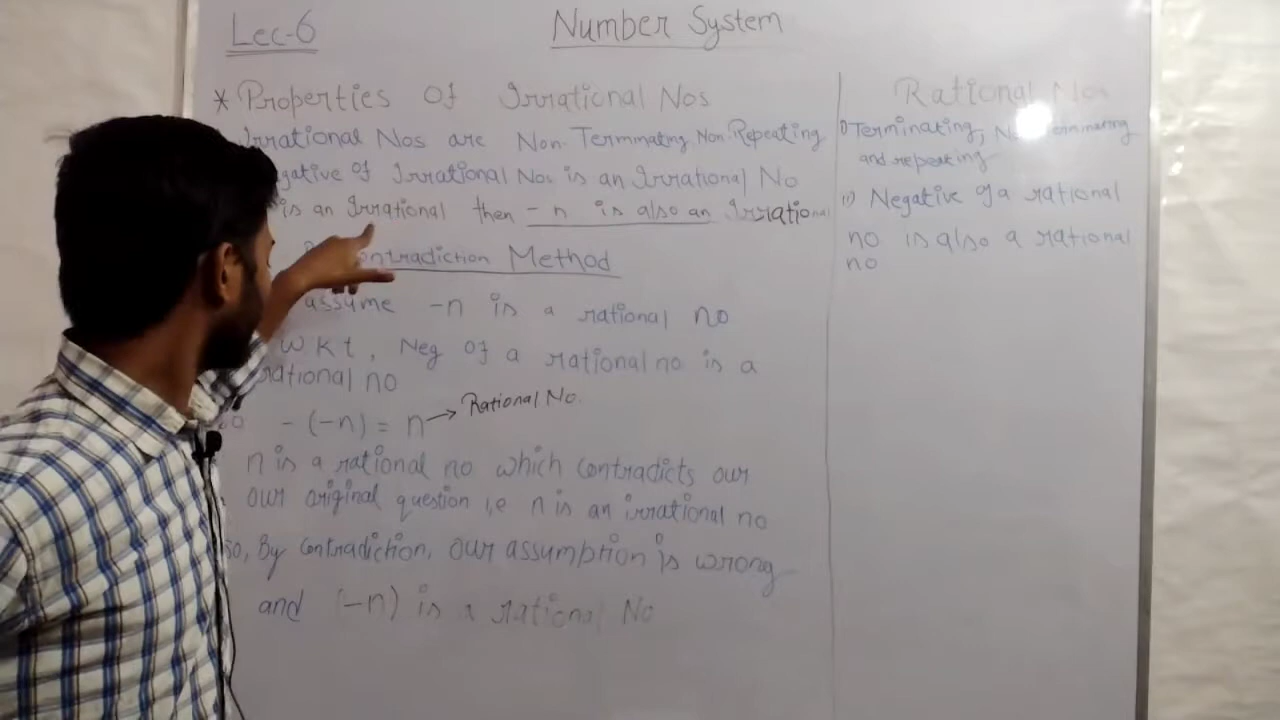 Lec-6
Number System
* Properties Of Irrational Nos
Irrational Nos are Non-Terminating, Non-Repeating
gative of Irrational Nos is an Irrational No
is an Irrational then -n is also an Irrational
ontradiction Method
assume -n is a rational no
W K t, Neg Of a rational no is a
rational no
- (-n) = n → Rational No.
n is a rational no which contradicts our
our original question i,e n is an irrational no
So, By Contradiction, our assumption is wrong
and (-n) is a rational No
Rational Nos
i) Terminating, Non terminating
and repeating
ii) Negative of a rational
no is also a rational
no